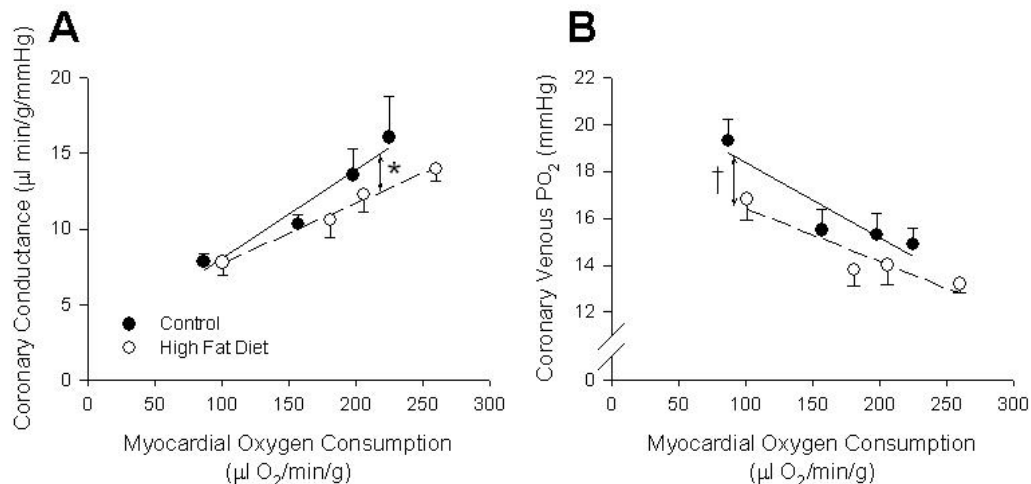 A
Coronary Conductance (µl min/g/mmHg)
20
15
10
5
0
*
Control
High Fat Diet
0 50 100 150 200 250 300
Myocardial Oxygen Consumption
(µl O₂/min/g)
B
Coronary Venous PO₂ (mmHg)
22
20
18
16
14
12
0
†
0 50 100 150 200 250 300
Myocardial Oxygen Consumption
(µl O₂/min/g)